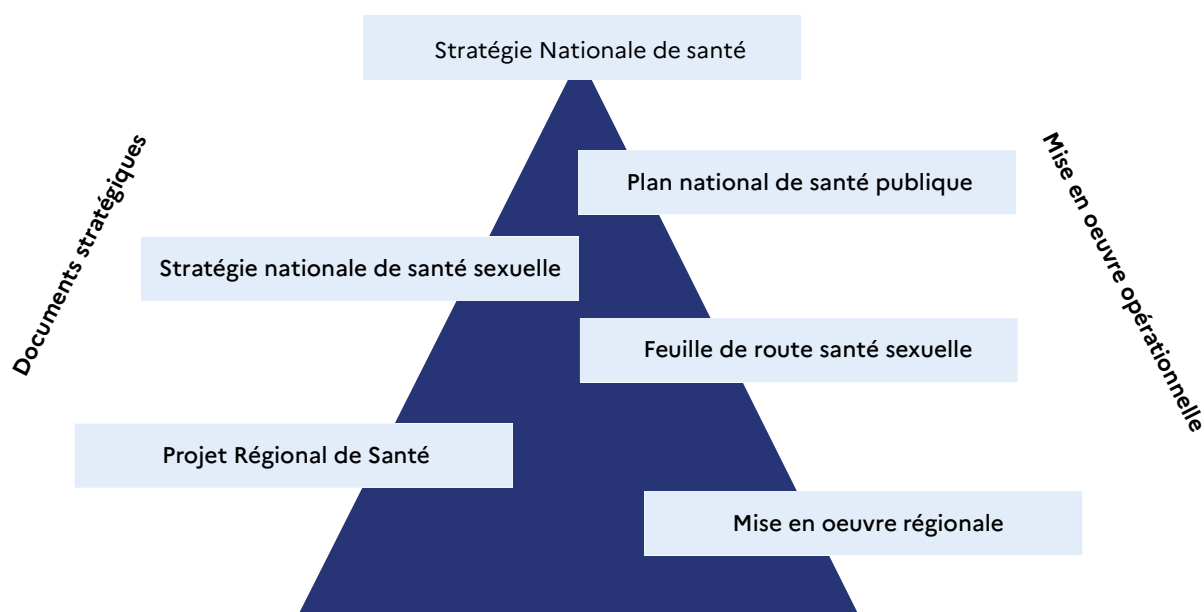 Stratégie Nationale de santé
Documents stratégiques
Mise en oeuvre opérationnelle
Plan national de santé publique
Stratégie nationale de santé sexuelle
Feuille de route santé sexuelle
Projet Régional de Santé
Mise en oeuvre régionale